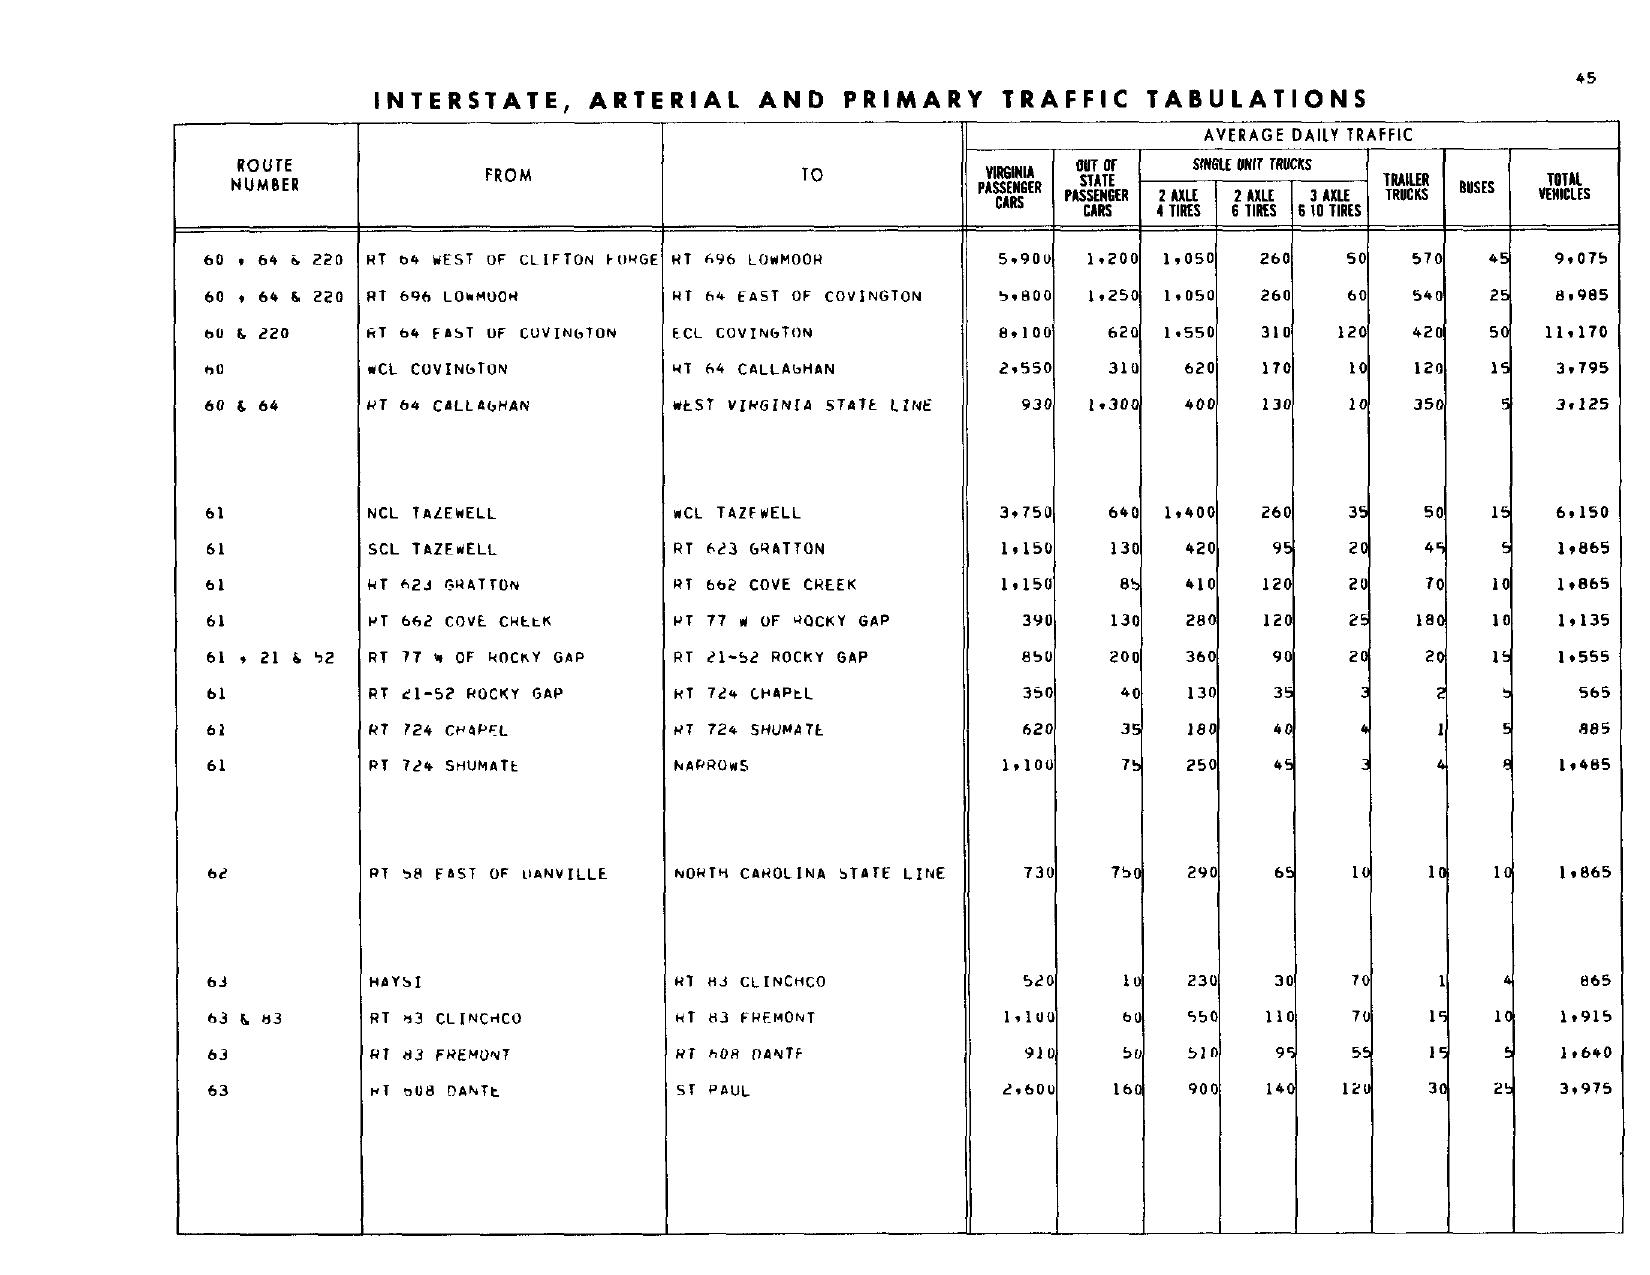 45
INTERSTATE, ARTERIAL AND PRIMARY TRAFFIC TABULATIONS
AVERAGE DAILY TRAFFIC
ROUTE NUMBER FROM TO VIRGINIA PASSENGER CARS OUT OF STATE PASSENGER CARS SINGLE UNIT TRUCKS 2 AXLE 4 TIRES 2 AXLE 6 TIRES 3 AXLE 6 10 TIRES TRAILER TRUCKS BUSES TOTAL VEHICLES
60 , 64 & 220 RT 64 WEST OF CLIFTON FORGE RT 696 LOWMOOR 5,900 1,200 1,050 260 50 570 45 9,075
60 , 64 & 220 RT 696 LOWMOOR RT 64 EAST OF COVINGTON 5,800 1,250 1,050 260 60 540 25 8,985
60 & 220 RT 64 EAST OF COVINGTON ECL COVINGTON 8,100 620 1,550 310 120 420 50 11,170
60 WCL COVINGTON RT 64 CALLAGHAN 2,550 310 620 170 10 120 15 3,795
60 & 64 RT 64 CALLAGHAN WEST VIRGINIA STATE LINE 930 1,300 400 130 10 350 5 3,125
61 NCL TAZEWELL WCL TAZEWELL 3,750 640 1,400 260 35 50 15 6,150
61 SCL TAZEWELL RT 623 GRATTON 1,150 130 420 95 20 45 5 1,865
61 RT 623 GRATTON RT 662 COVE CREEK 1,150 85 410 120 20 70 10 1,865
61 RT 662 COVE CREEK RT 77 W OF ROCKY GAP 390 130 280 120 25 180 10 1,135
61 , 21 & 52 RT 77 W OF ROCKY GAP RT 21-52 ROCKY GAP 850 200 360 90 20 20 15 1,555
61 RT 21-52 ROCKY GAP RT 724 CHAPEL 350 40 130 35 3 2 5 565
61 RT 724 CHAPEL RT 724 SHUMATE 620 35 180 40 4 1 5 885
61 RT 724 SHUMATE NARROWS 1,100 75 250 45 3 4 8 1,485
62 RT 58 EAST OF DANVILLE NORTH CAROLINA STATE LINE 730 750 290 65 10 10 10 1,865
63 HAYSI RT 83 CLINCHCO 520 10 230 30 70 1 4 865
63 & 83 RT 83 CLINCHCO RT 83 FREMONT 1,100 60 550 110 70 15 10 1,915
63 RT 83 FREMONT RT 608 DANTE 910 50 510 95 55 15 5 1,640
63 RT 608 DANTE ST PAUL 2,600 160 900 140 120 30 25 3,975